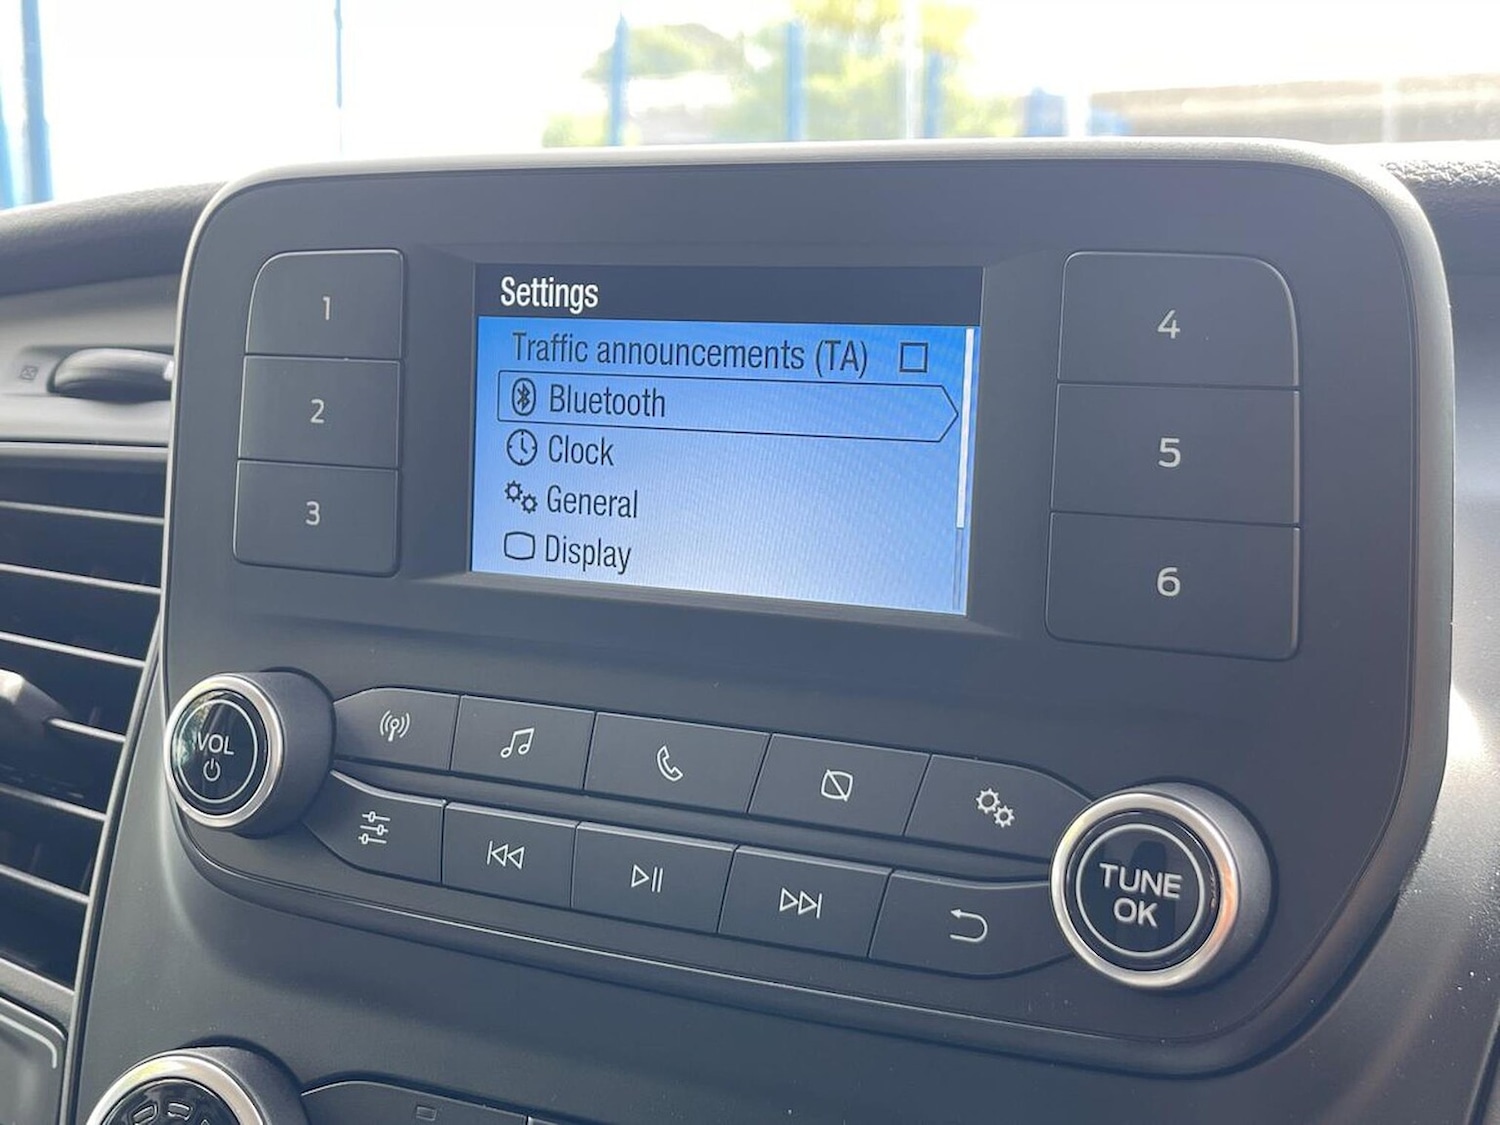 Settings
Traffic announcements (TA)
Bluetooth
Clock
General
Display
1
2
3
4
5
6
VOL
TUNE
OK